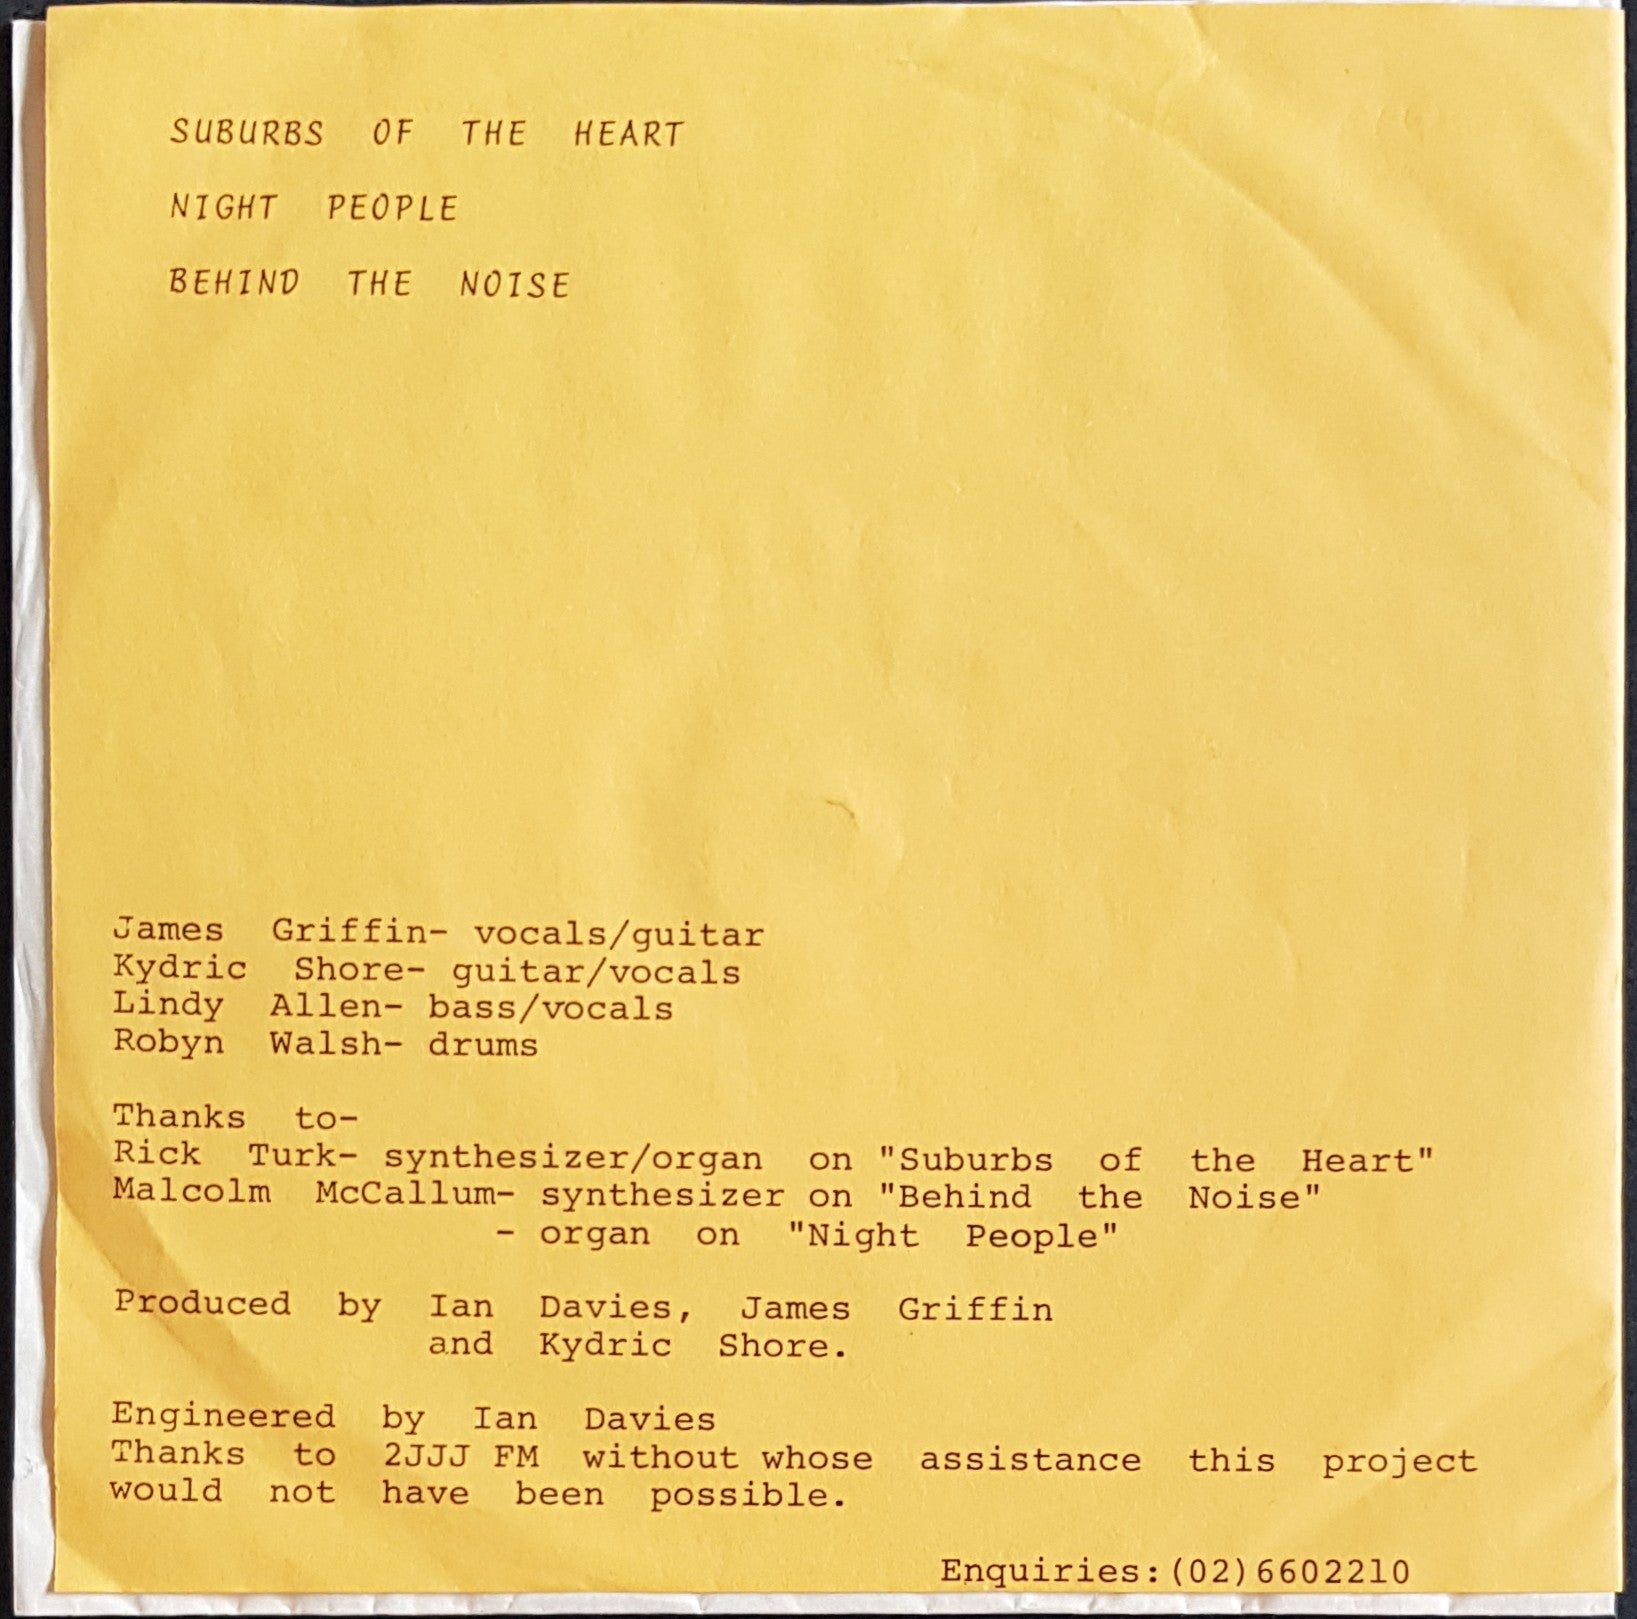 SUBURBS OF THE HEART
NIGHT PEOPLE
BEHIND THE NOISE
James Griffin- vocals/guitar
Kydric Shore- guitar/vocals
Lindy Allen- bass/vocals
Robyn Walsh- drums
Thanks to-
Rick Turk- synthesizer/organ on "Suburbs of the Heart"
Malcolm McCallum- synthesizer on "Behind the Noise"
- organ on "Night People"
Produced by Ian Davies, James Griffin
and Kydric Shore.
Engineered by Ian Davies
Thanks to 2JJJ FM without whose assistance this project
would not have been possible.
Enquiries:(02)6602210